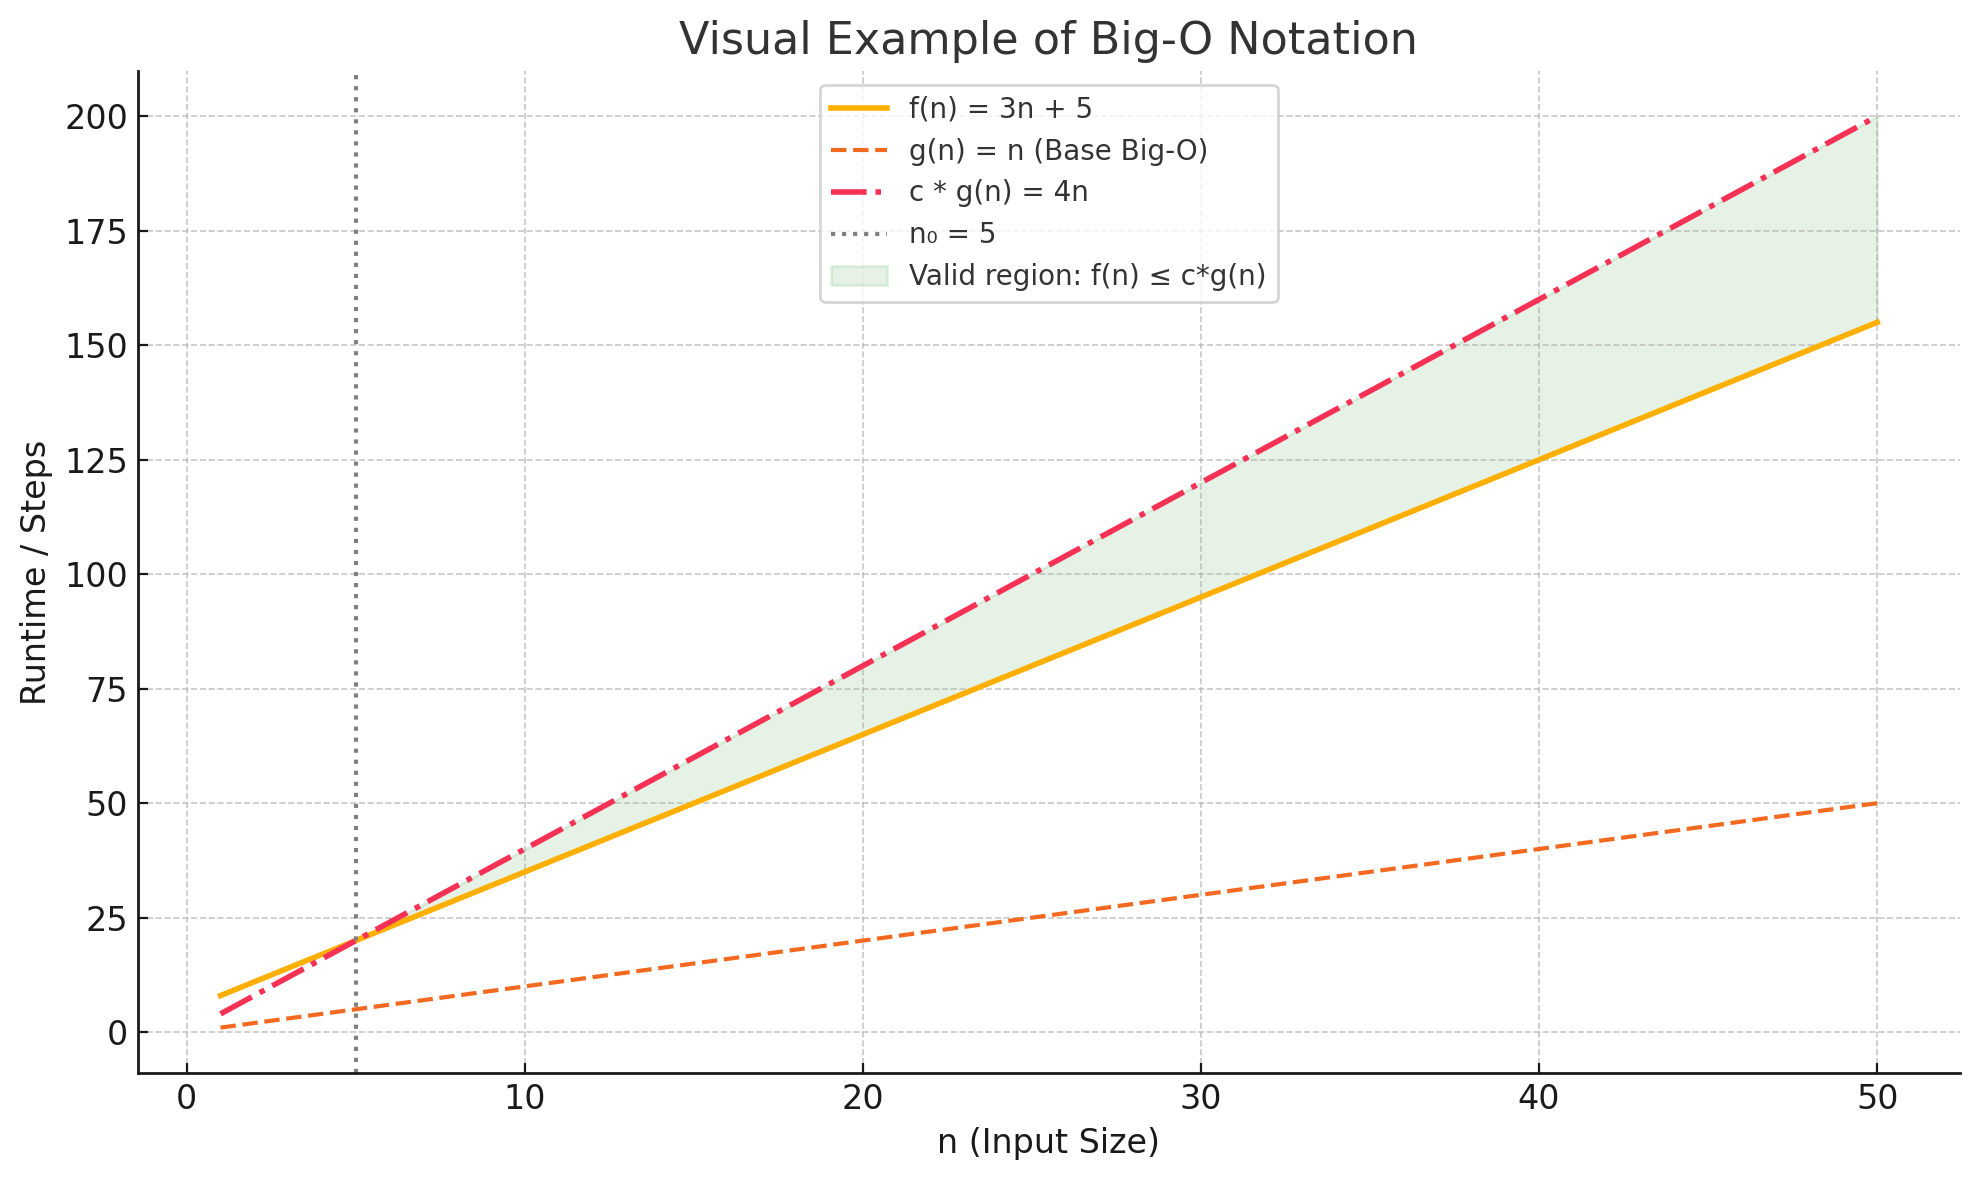 Visual Example of Big-O Notation
f(n) = 3n + 5
g(n) = n (Base Big-O)
c * g(n) = 4n
n₀ = 5
Valid region: f(n) ≤ c*g(n)
Runtime / Steps
200
175
150
125
100
75
50
25
0
0 10 20 30 40 50
n (Input Size)